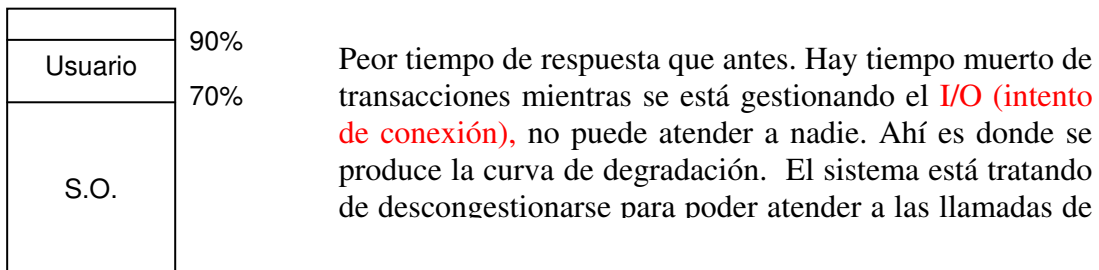 90%
Usuario
70%
S.O.
Peor tiempo de respuesta que antes. Hay tiempo muerto de
transacciones mientras se está gestionando el I/O (intento
de conexión), no puede atender a nadie. Ahí es donde se
produce la curva de degradación. El sistema está tratando
de descongestionarse para poder atender a las llamadas de